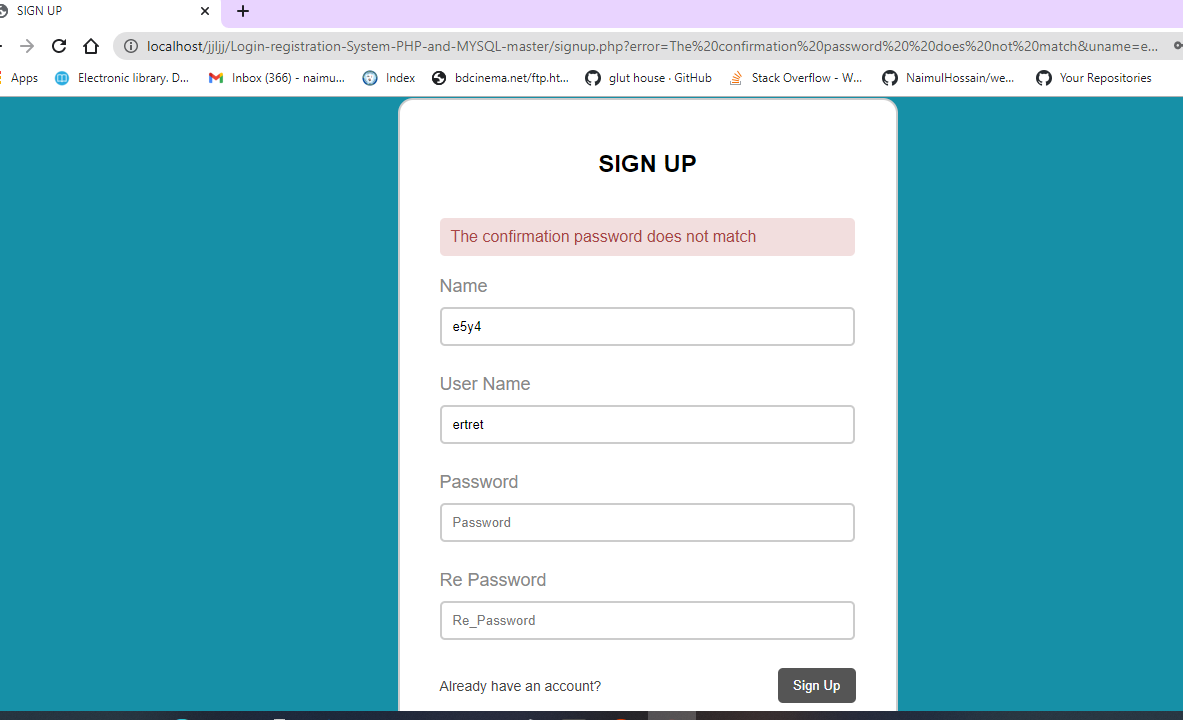 SIGN UP
localhost/jjljj/Login-registration-System-PHP-and-MYSQL-master/signup.php?error=The%20confirmation%20password%20%20does%20not%20match&uname=e...
Apps Electronic library. D... Inbox (366) - naimu... Index bdcinema.net/ftp.ht... glut house · GitHub Stack Overflow - W... NaimulHossain/we... Your Repositories
SIGN UP
The confirmation password does not match
Name
e5y4
User Name
ertret
Password
Password
Re Password
Re_Password
Already have an account? Sign Up